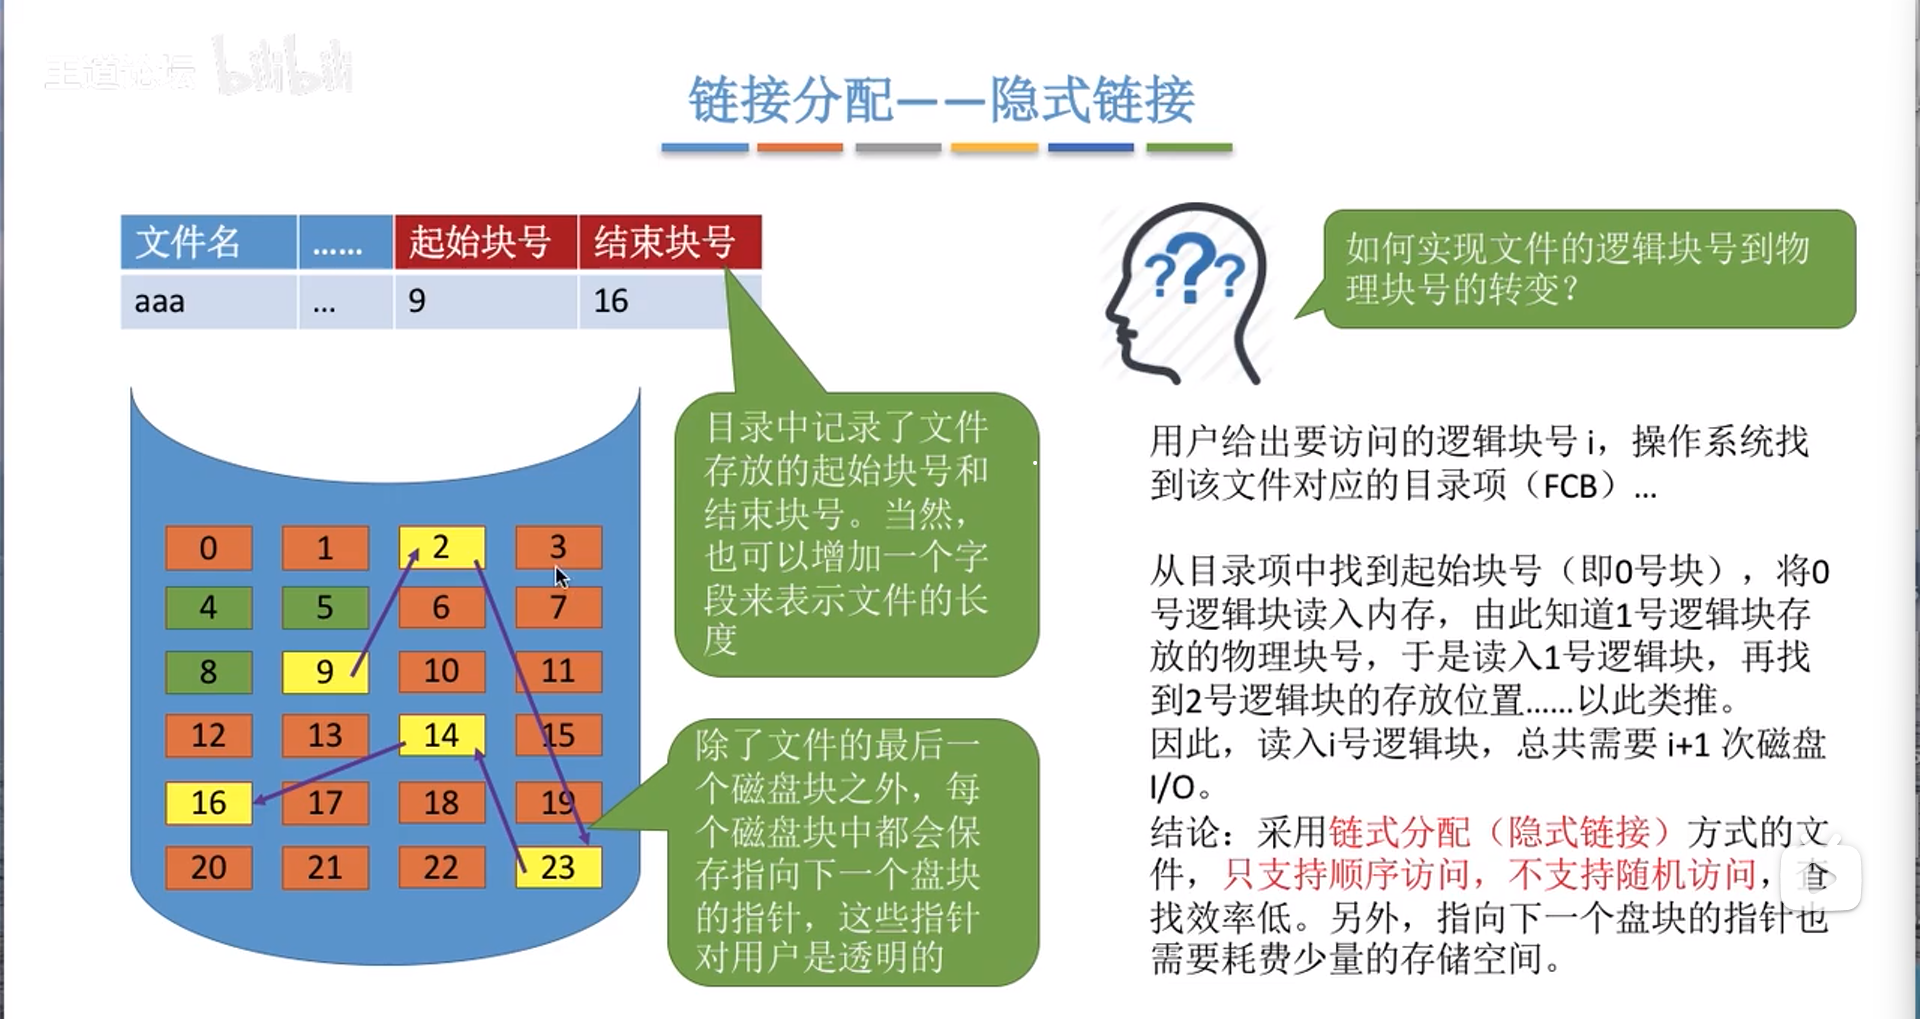 王道论坛 bilibili
链接分配——隐式链接
文件名 …… 起始块号 结束块号
aaa ... 9 16
???
如何实现文件的逻辑块号到物
理块号的转变?
目录中记录了文件
存放的起始块号和
结束块号。当然，
也可以增加一个字
段来表示文件的长
度
0 1 2 3
4 5 6 7
8 9 10 11
12 13 14 15
16 17 18 19
20 21 22 23
除了文件的最后一
个磁盘块之外，每
个磁盘块中都会保
存指向下一个盘块
的指针，这些指针
对用户是透明的
用户给出要访问的逻辑块号 i，操作系统找
到该文件对应的目录项（FCB）...
从目录项中找到起始块号（即0号块），将0
号逻辑块读入内存，由此知道1号逻辑块存
放的物理块号，于是读入1号逻辑块，再找
到2号逻辑块的存放位置......以此类推。
因此，读入i号逻辑块，总共需要 i+1 次磁盘
I/O。
结论：采用链式分配（隐式链接）方式的文
件，只支持顺序访问，不支持随机访问，查
找效率低。另外，指向下一个盘块的指针也
需要耗费少量的存储空间。